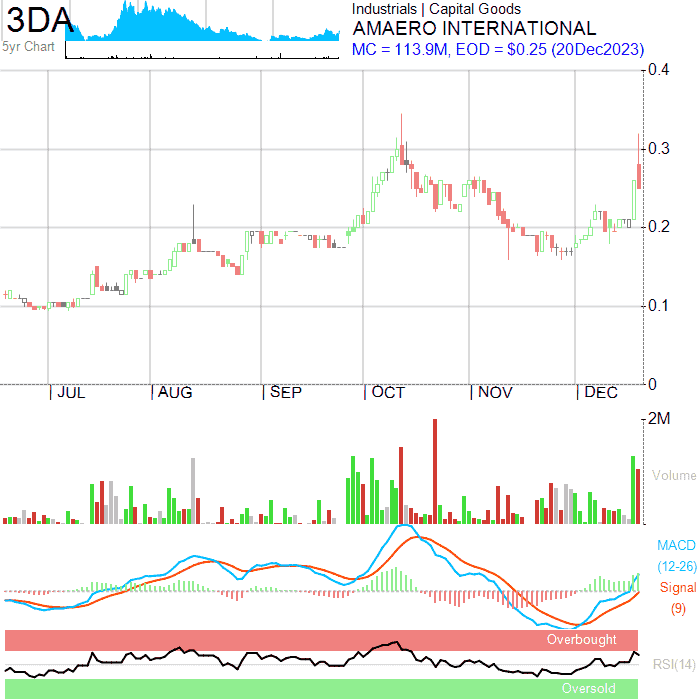 3DA
5yr Chart
Industrials | Capital Goods
AMAERO INTERNATIONAL
MC = 113.9M, EOD = $0.25 (20Dec2023)
0.4
0.3
0.2
0.1
0
JUL AUG SEP OCT NOV DEC
2M
Volume
MACD
(12-26)
Signal
(9)
Overbought
RSI(14)
Oversold